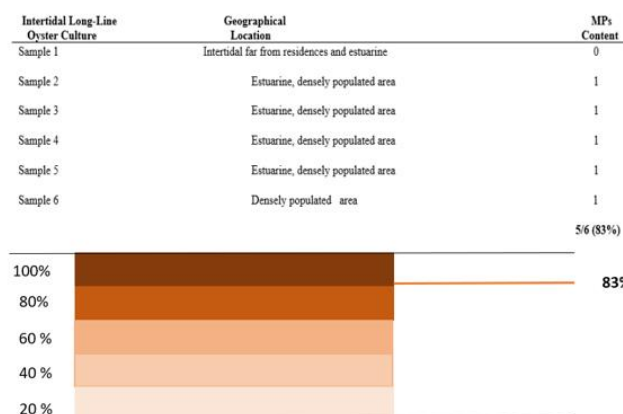 Intertidal Long-Line Geographical MPs
Oyster Culture Location Content
Sample 1 Intertidal far from residences and estuarine 0
Sample 2 Estuarine, densely populated area 1
Sample 3 Estuarine, densely populated area 1
Sample 4 Estuarine, densely populated area 1
Sample 5 Estuarine, densely populated area 1
Sample 6 Densely populated area 1
5/6 (83%)
100%
83%
80%
60 %
40 %
20 %